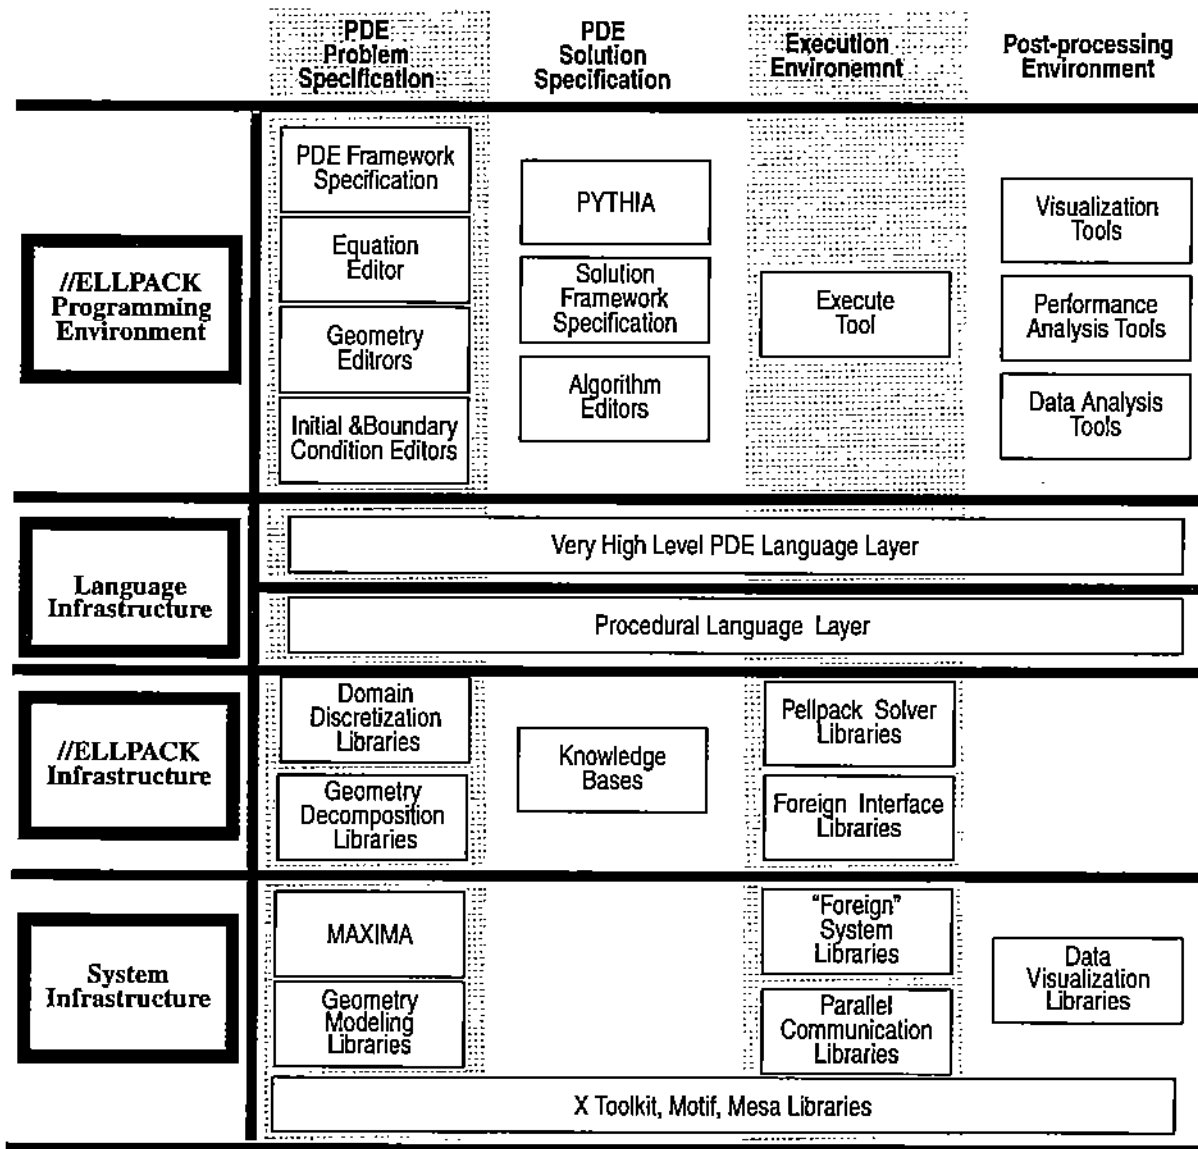 PDE
Problem
Specification
PDE
Solution
Specification
Execution
Environemnt
Post-processing
Environment
//ELLPACK
Programming
Environment
PDE Framework
Specification
Equation
Editor
Geometry
Editrors
Initial &Boundary
Condition Editors
PYTHIA
Solution
Framework
Specification
Algorithm
Editors
Execute
Tool
Visualization
Tools
Performance
Analysis Tools
Data Analysis
Tools
Language
Infrastructure
Very High Level PDE Language Layer
Procedural Language Layer
//ELLPACK
Infrastructure
Domain
Discretization
Libraries
Geometry
Decomposition
Libraries
Knowledge
Bases
Pellpack Solver
Libraries
Foreign Interface
Libraries
System
Infrastructure
MAXIMA
Geometry
Modeling
Libraries
"Foreign"
System
Libraries
Parallel
Communication
Libraries
Data
Visualization
Libraries
X Toolkit, Motif, Mesa Libraries